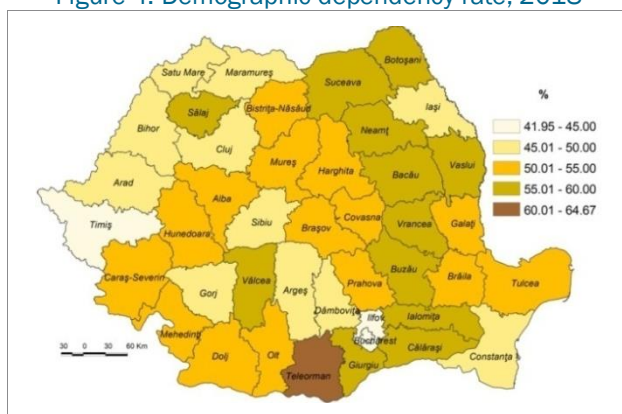 Figure 4: Demographic dependency rate, 2013
Botoşani
Satu Mare
Maramureş
Suceava
Sălaj
Bistriţa-Năsăud
Iaşi
%
41.95 - 45.00
45.01 - 50.00
50.01 - 55.00
55.01 - 60.00
60.01 - 64.67
Bihor
Cluj
Neamţ
Mureş
Harghita
Bacău
Vaslui
Arad
Alba
Timiş
Hunedoara
Sibiu
Braşov
Covasna
Vrancea
Galaţi
Caraş-Severin
Gorj
Vâlcea
Argeş
Prahova
Buzău
Brăila
Tulcea
Dâmboviţa
Ilfov
Ialomiţa
Mehedinţi
Bucharest
Călăraşi
Constanţa
30 0 30 60 Km
Dolj
Olt
Teleorman
Giurgiu